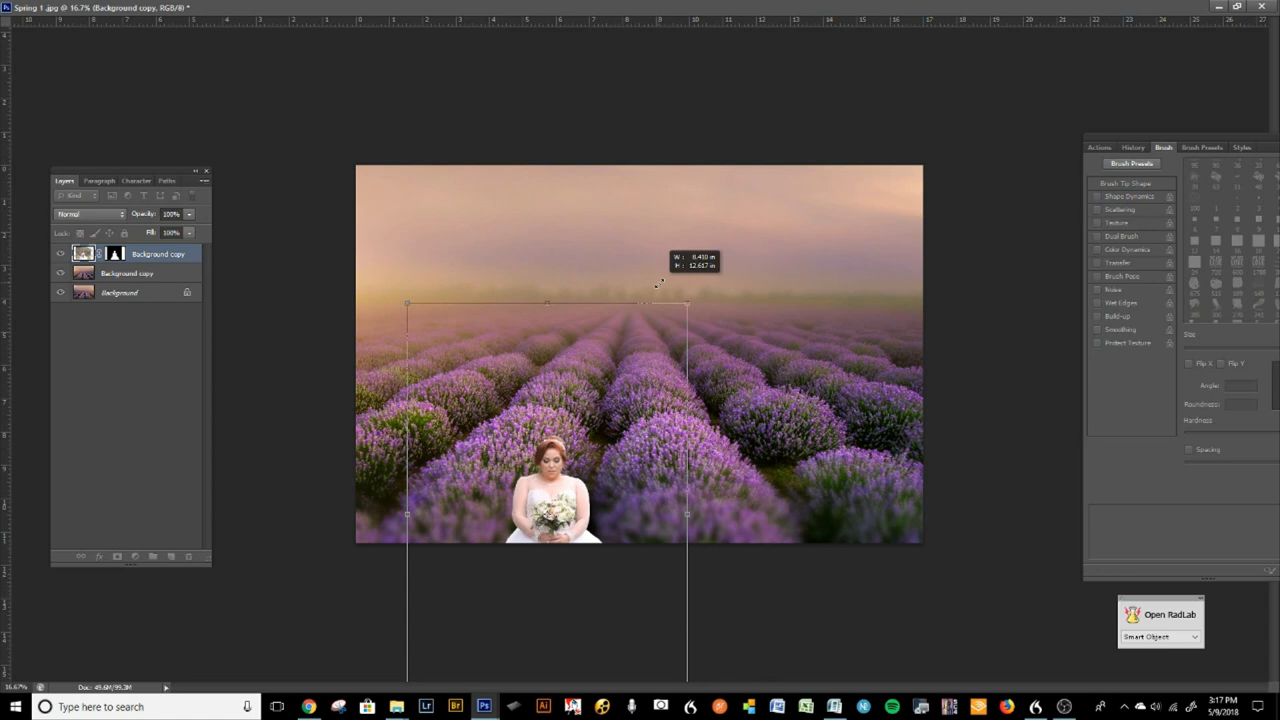 Spring 1.jpg @ 16.7% (Background copy, RGB/8) *
Layers Paragraph Character Paths
Kind
Normal Opacity: 100%
Lock: Fill: 100%
Background copy
Background copy
Background
W : 8.410 in
H : 12.617 in
Actions History Brush Brush Presets Styles
Brush Presets
Brush Tip Shape
Shape Dynamics
Scattering
Texture
Dual Brush
Color Dynamics
Transfer
Brush Pose
Noise
Wet Edges
Build-up
Smoothing
Protect Texture
Size
Flip X Flip Y
Angle:
Roundness:
Hardness
Spacing
Open RadLab
Smart Object
16.67% Doc: 49.6M/99.3M
Type here to search
3:17 PM
5/9/2018